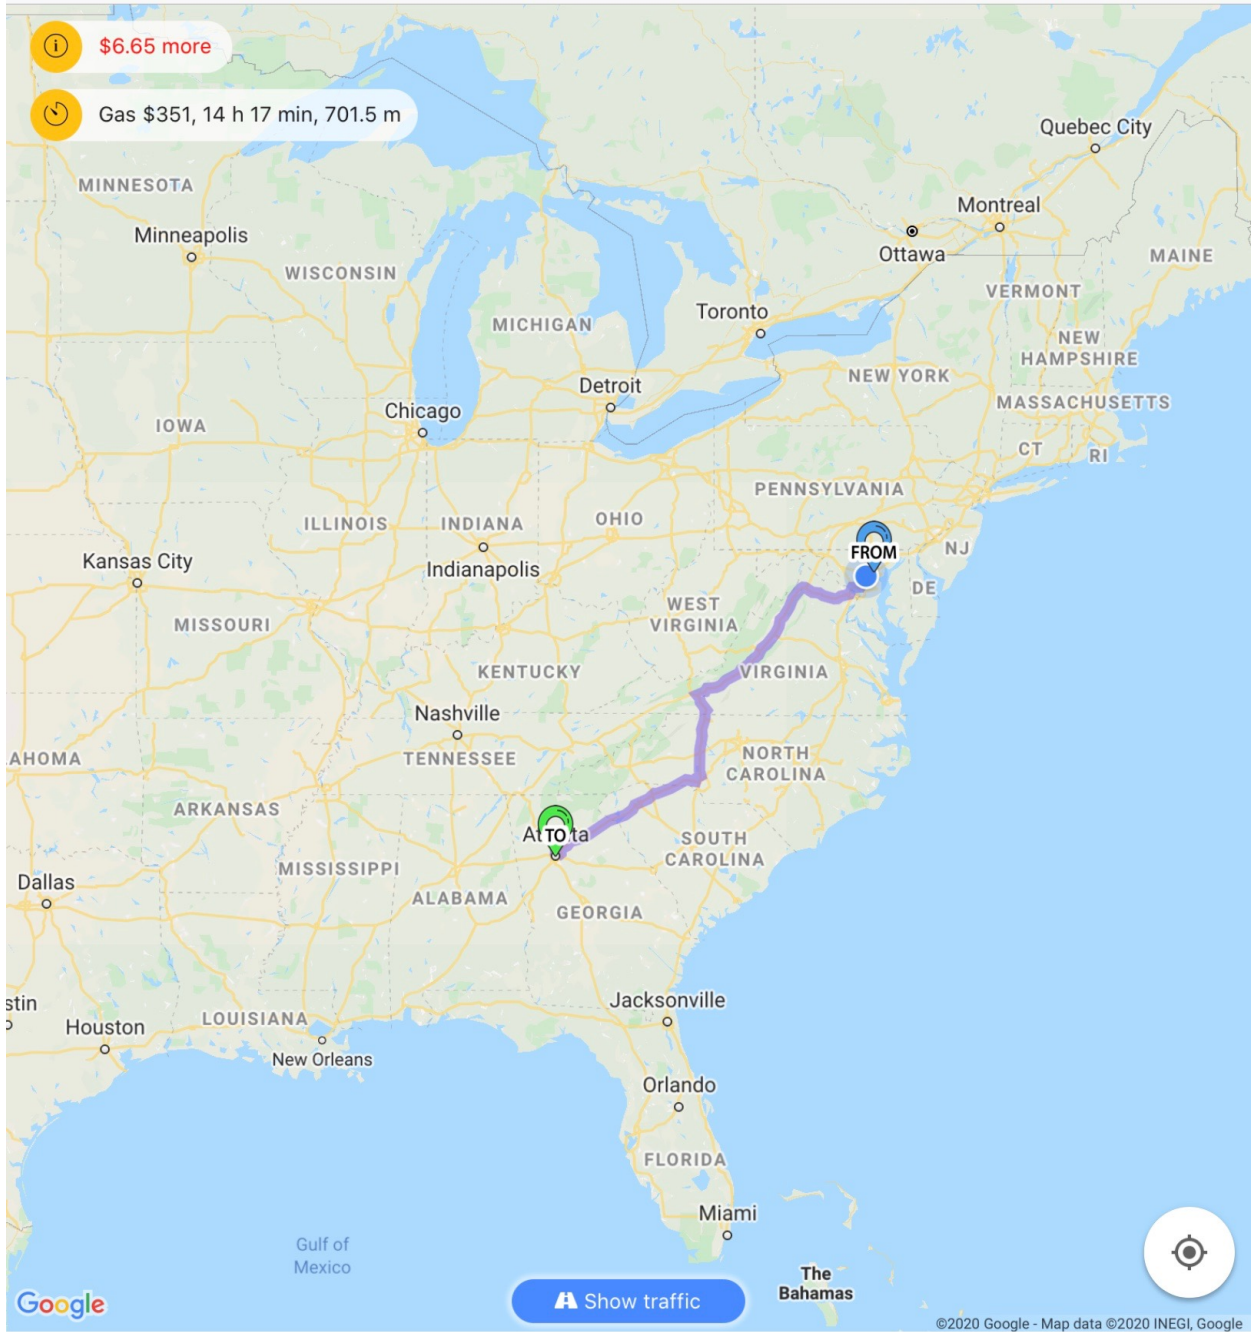 $6.65 more
Gas $351, 14 h 17 min, 701.5 m
Quebec City
MINNESOTA
Montreal
Minneapolis
Ottawa
MAINE
WISCONSIN
VERMONT
Toronto
MICHIGAN
NEW
HAMPSHIRE
NEW YORK
Detroit
MASSACHUSETTS
Chicago
IOWA
CT
RI
PENNSYLVANIA
ILLINOIS
INDIANA
OHIO
FROM
NJ
Kansas City
Indianapolis
DE
WEST
VIRGINIA
MISSOURI
KENTUCKY
VIRGINIA
Nashville
AHOMA
TENNESSEE
NORTH
CAROLINA
ARKANSAS
At TO ta
SOUTH
CAROLINA
MISSISSIPPI
Dallas
ALABAMA
GEORGIA
stin
Jacksonville
LOUISIANA
Houston
New Orleans
Orlando
FLORIDA
Miami
Gulf of
Mexico
The
Bahamas
Google
Show traffic
©2020 Google - Map data ©2020 INEGI, Google